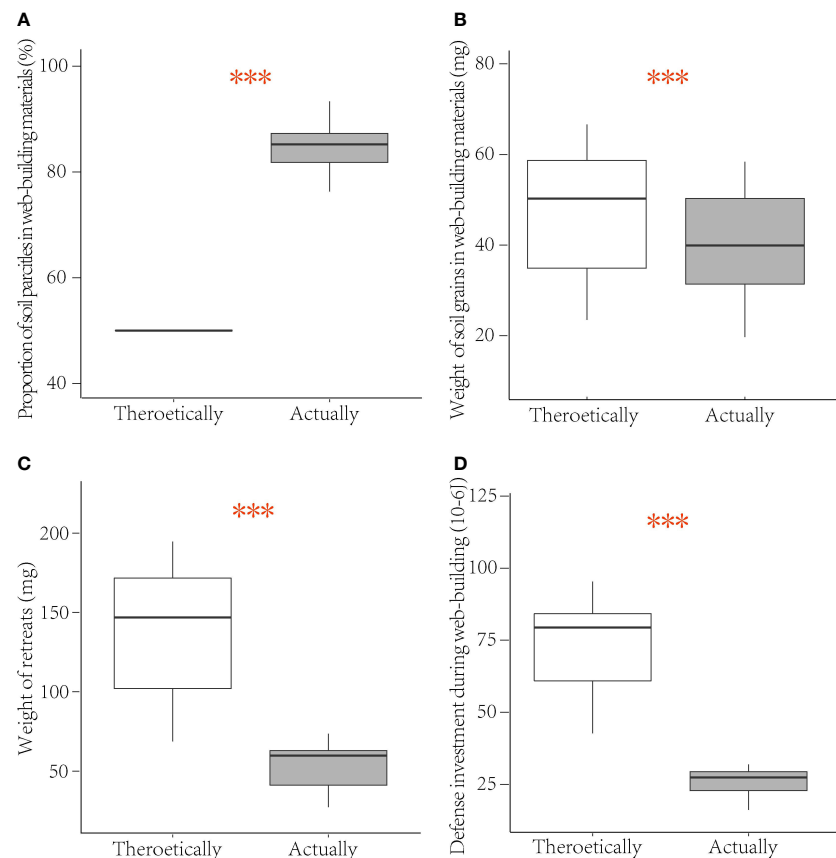 A
Proportion of soil parcitles in web-building materials (%)
100
80
60
40
***
Theroetically
Actually
B
Weight of soil grains in web-building materials (mg)
80
60
40
20
***
Theroetically
Actually
C
Weight of retreats (mg)
200
150
100
50
***
Theroetically
Actually
D
Defense investment during web-building (10-6J)
125
100
75
50
25
***
Theroetically
Actually